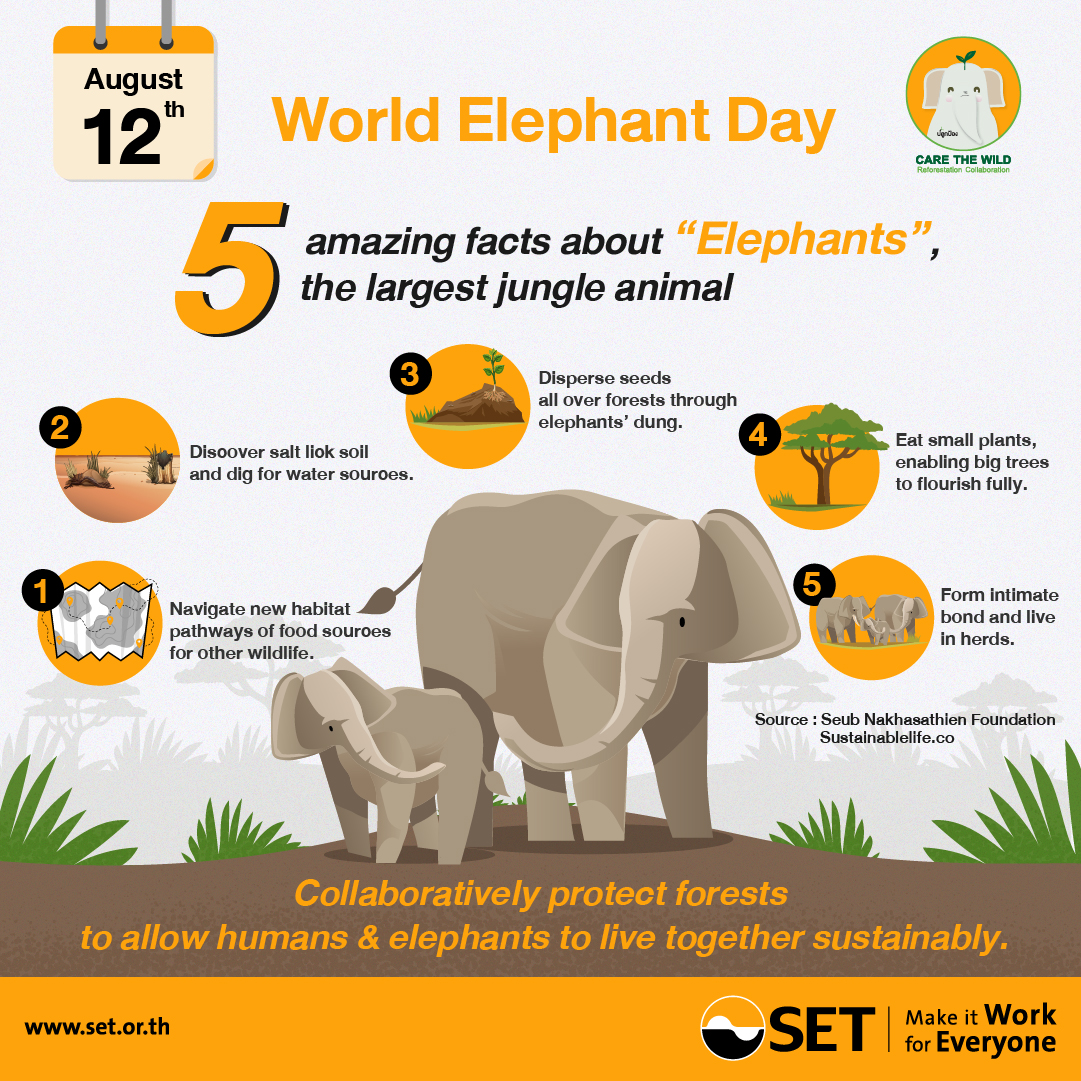 August
12th
World Elephant Day
ปลูกป่อง
CARE THE WILD
Reforestation Collaboration
5 amazing facts about “Elephants”,
the largest jungle animal
1
Navigate new habitat
pathways of food souroes
for other wildlife.
2
Disoover salt liok soil
and dig for water souroes.
3
Disperse seeds
all over forests through
elephants’ dung.
4
Eat small plants,
enabling big trees
to flourish fully.
5
Form intimate
bond and live
in herds.
Source : Seub Nakhasathien Foundation
Sustainablelife.co
Collaboratively protect forests
to allow humans & elephants to live together sustainably.
www.set.or.th
SET
Make it Work
for Everyone